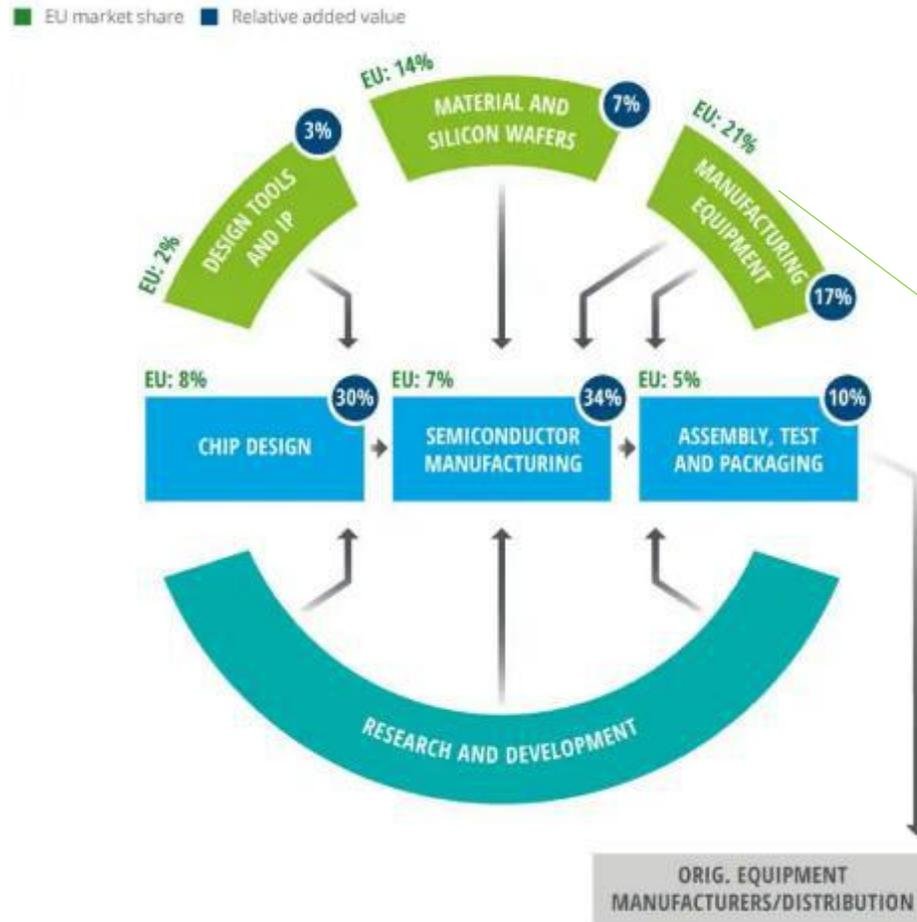 EU market share Relative added value
EU: 14%
MATERIAL AND
SILICON WAFERS
7%
EU: 21%
MANUFACTURING
EQUIPMENT
17%
3%
DESIGN TOOLS
AND IP
EU: 2%
EU: 8%
30%
CHIP DESIGN
EU: 7%
34%
SEMICONDUCTOR
MANUFACTURING
EU: 5%
10%
ASSEMBLY, TEST
AND PACKAGING
RESEARCH AND DEVELOPMENT
ORIG. EQUIPMENT
MANUFACTURERS/DISTRIBUTION